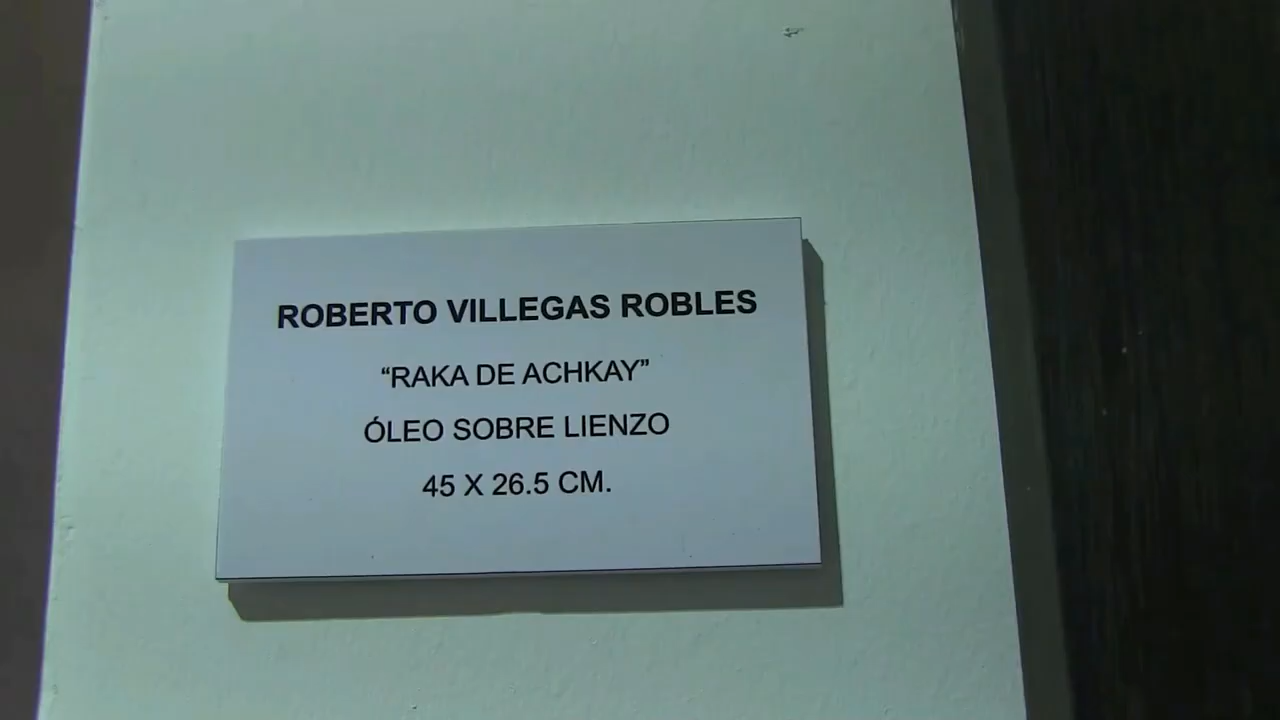 ROBERTO VILLEGAS ROBLES
“RAKA DE ACHKAY”
ÓLEO SOBRE LIENZO
45 X 26.5 CM.